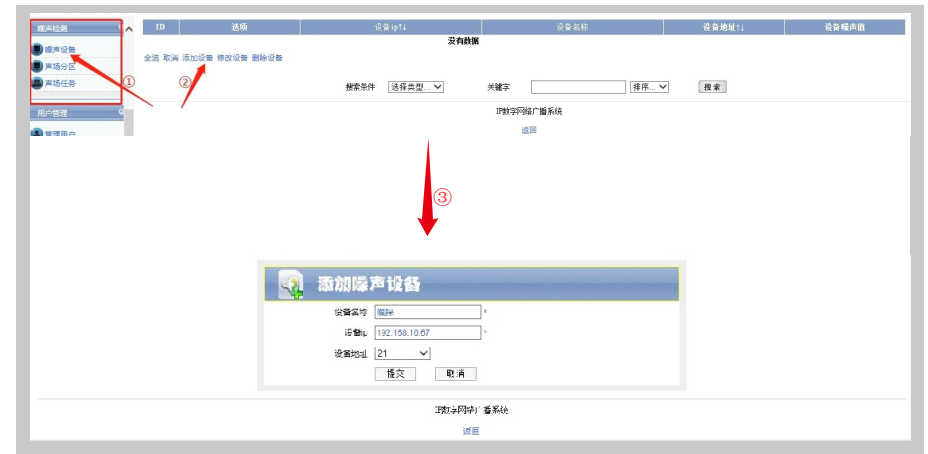 噪声检测
ID 选项 设备ip↑↓ 设备名称 设备地址↑↓ 设备噪声值
没有数据
噪声设备
全选 取消 添加设备 修改设备 删除设备
声场分区
声场任务
① ②
搜索条件 选择类型... 关键字 排序... 搜索
用户管理
IP数字网络广播系统
管理用户
返回
③
添加噪声设备
设备名称 *
设备ip 192.168.10.67 *
设备地址 21
提交 取消
IP数字网络广播系统
返回